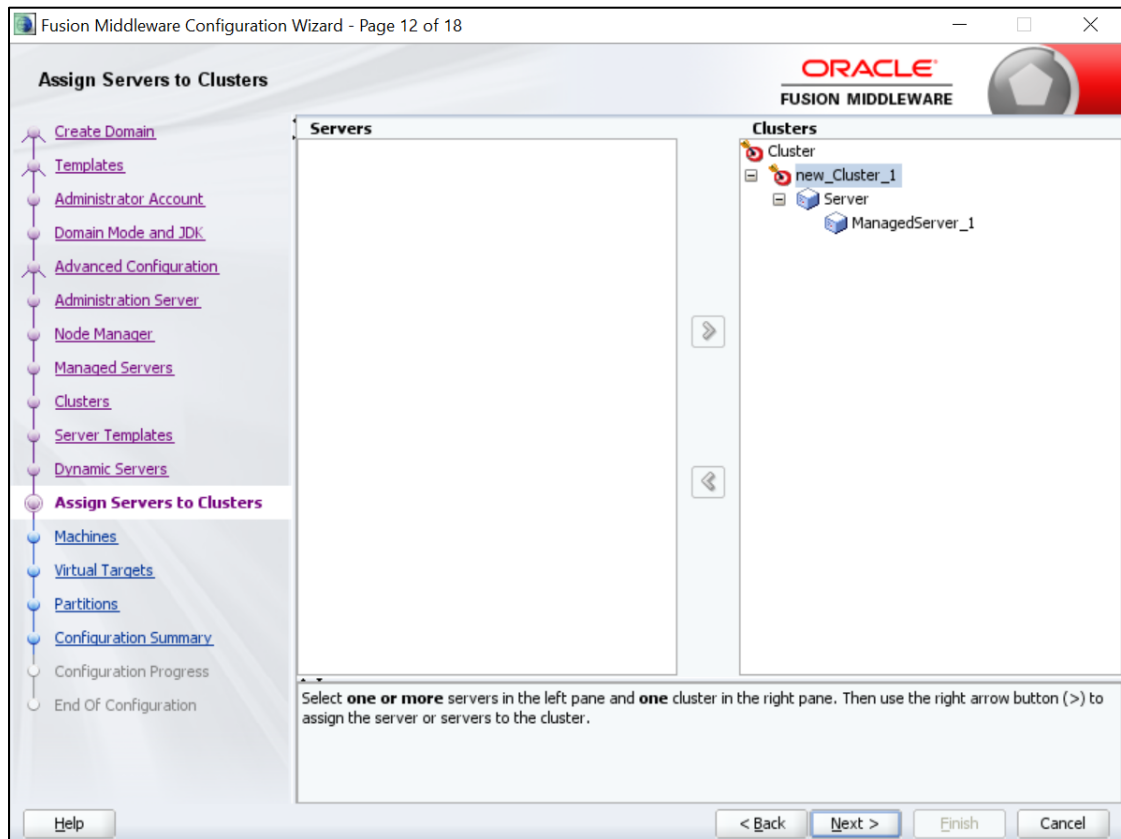 Fusion Middleware Configuration Wizard - Page 12 of 18
Assign Servers to Clusters
ORACLE
FUSION MIDDLEWARE
Create Domain
Templates
Administrator Account
Domain Mode and JDK
Advanced Configuration
Administration Server
Node Manager
Managed Servers
Clusters
Server Templates
Dynamic Servers
Assign Servers to Clusters
Machines
Virtual Targets
Partitions
Configuration Summary
Configuration Progress
End Of Configuration
Servers
Clusters
Cluster
new_Cluster_1
Server
ManagedServer_1
Select one or more servers in the left pane and one cluster in the right pane. Then use the right arrow button (>) to
assign the server or servers to the cluster.
Help
< Back
Next >
Finish
Cancel